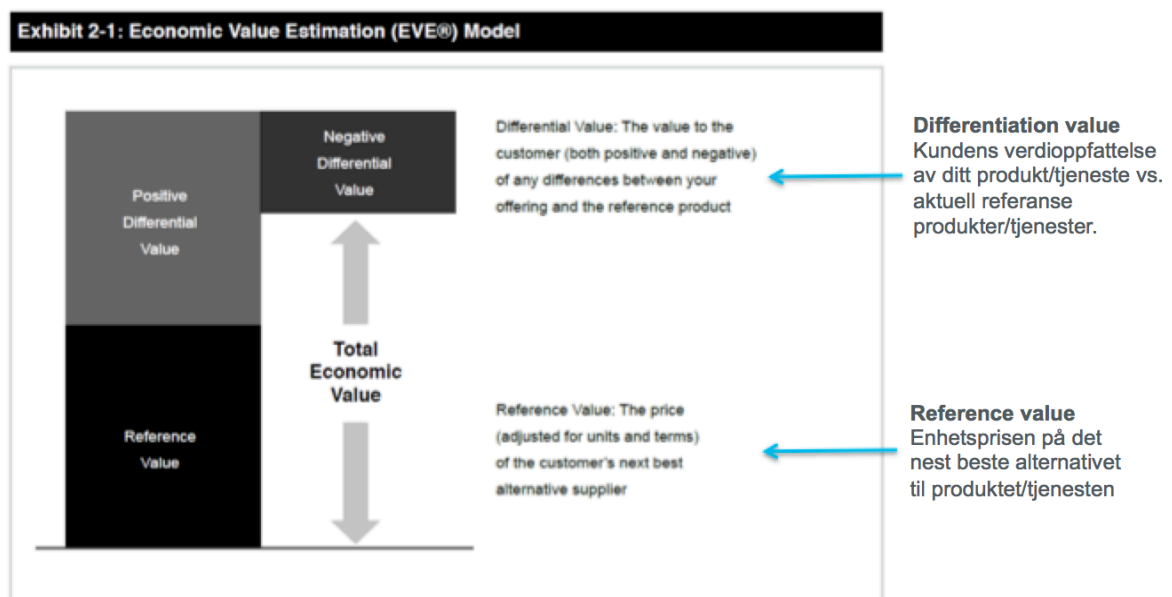 Exhibit 2-1: Economic Value Estimation (EVE®) Model
Positive
Differential
Value
Negative
Differential
Value
Reference
Value
Total
Economic
Value
Differential Value: The value to the
customer (both positive and negative)
of any differences between your
offering and the reference product
Reference Value: The price
(adjusted for units and terms)
of the customer's next best
alternative supplier
Differentiation value
Kundens verdioppfattelse
av ditt produkt/tjeneste vs.
aktuell referanse
produkter/tjenester.
Reference value
Enhetsprisen på det
nest beste alternativet
til produktet/tjenesten